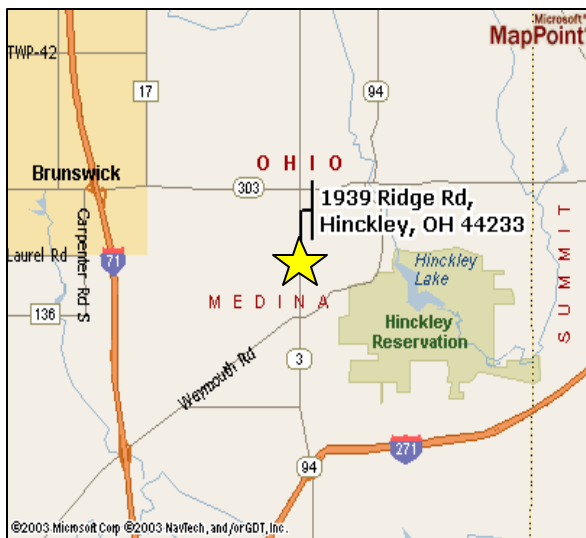 Microsoft®
MapPoint®
TWP-42
17
94
OHIO
Brunswick
303
1939 Ridge Rd,
Hinckley, OH 44233
Carpenter Rd S
Laurel Rd
71
Hinckley
Lake
MEDINA
SUMMIT
136
Hinckley
Reservation
3
Weymouth Rd
271
94
©2003 Microsoft Corp ©2003 NavTech, and/or GDT, Inc.